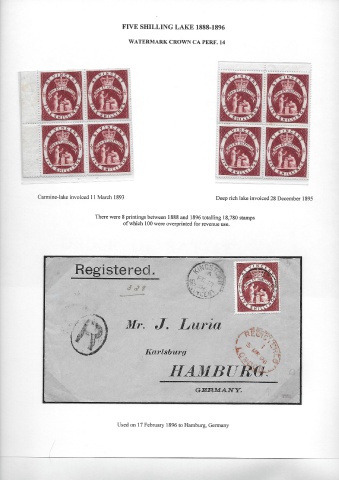 FIVE SHILLING LAKE 1888-1896
WATERMARK CROWN CA PERF. 14
Carmine-lake invoiced 11 March 1893
Deep rich lake invoiced 28 December 1895
There were 8 printings between 1888 and 1896 totalling 18,780 stamps
of which 100 were overprinted for revenue use.
Registered.
KINGSTOWN
R
REGISTERED
Mr. J. Luria
Karlsburg
HAMBURG
GERMANY.
Used on 17 February 1896 to Hamburg, Germany